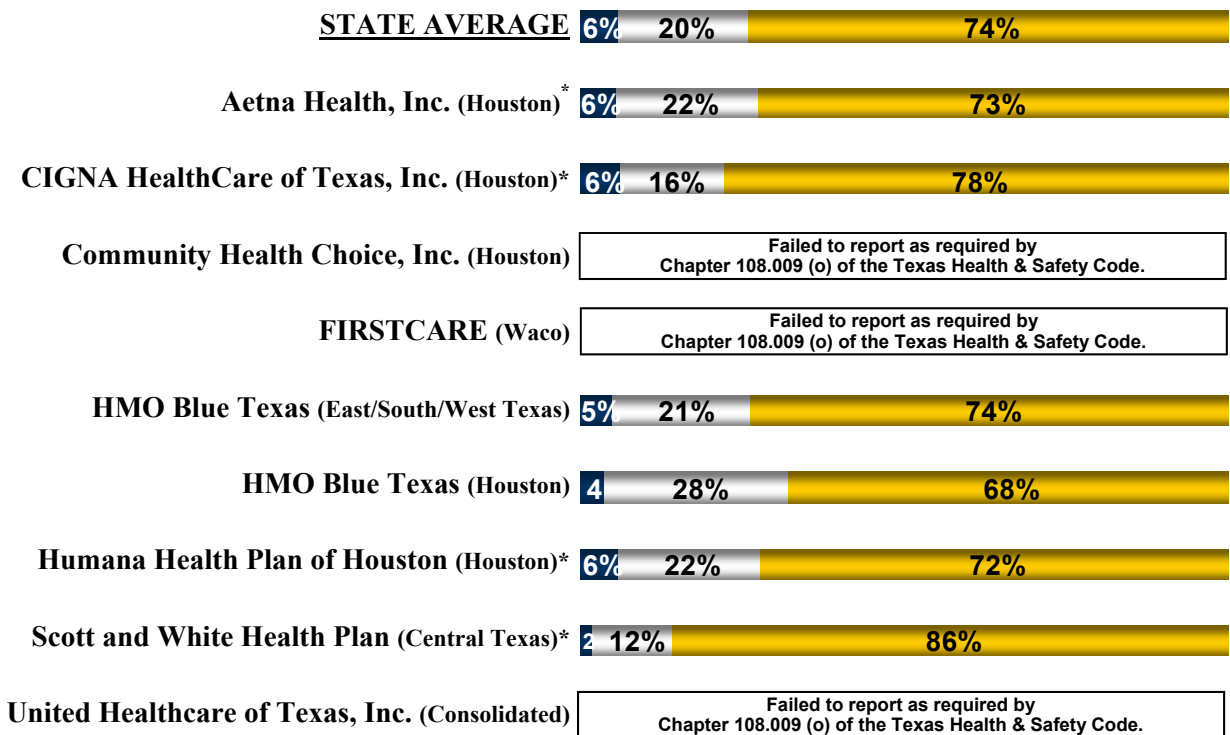 STATE AVERAGE 6% 20% 74%
Aetna Health, Inc. (Houston)* 6% 22% 73%
CIGNA HealthCare of Texas, Inc. (Houston)* 6% 16% 78%
Community Health Choice, Inc. (Houston) Failed to report as required by
Chapter 108.009 (o) of the Texas Health & Safety Code.
FIRSTCARE (Waco) Failed to report as required by
Chapter 108.009 (o) of the Texas Health & Safety Code.
HMO Blue Texas (East/South/West Texas) 5% 21% 74%
HMO Blue Texas (Houston) 4 28% 68%
Humana Health Plan of Houston (Houston)* 6% 22% 72%
Scott and White Health Plan (Central Texas)* 2 12% 86%
United Healthcare of Texas, Inc. (Consolidated) Failed to report as required by
Chapter 108.009 (o) of the Texas Health & Safety Code.